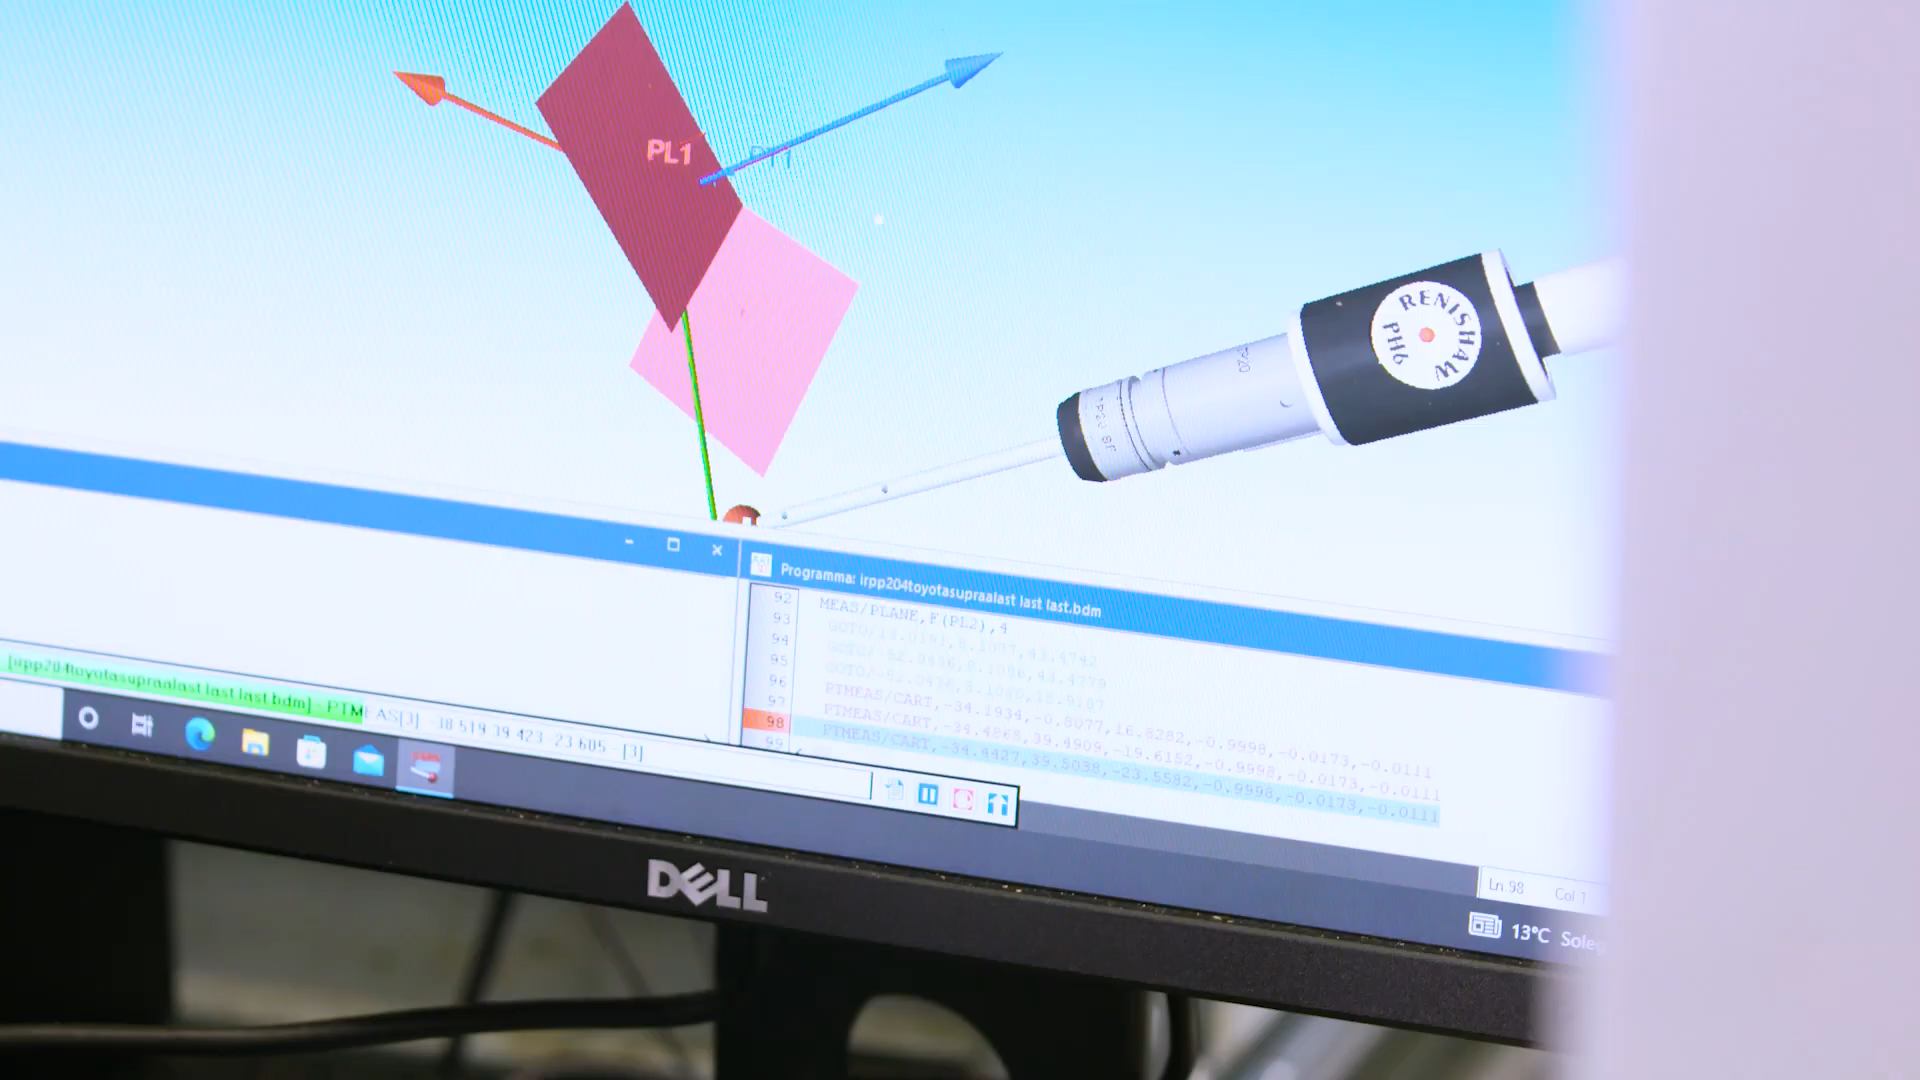 PL1
PT1
RENISHAW
PH6
TP20 SF
Programma: irpp204toyotasupraalast last last.bdm
92
93 MEAS/PLANE,F(PL2),4
94
95
96
97 PTMEAS/CART,-34.1934,-0.8077,16.8282,-0.9998,-0.0173,-0.0111
98 PTMEAS/CART,-34.4868,39.4909,-19.6152,-0.9998,-0.0173,-0.0111
99 PTMEAS/CART,-34.4427,39.5038,-23.5582,-0.9998,-0.0173,-0.0111
[irpp204toyotasupraalast last last.bdm] - PTMEAS[3] -38.519 39.423 -23.605 - [3]
Ln 98 Col 1
13°C Soleg
DELL